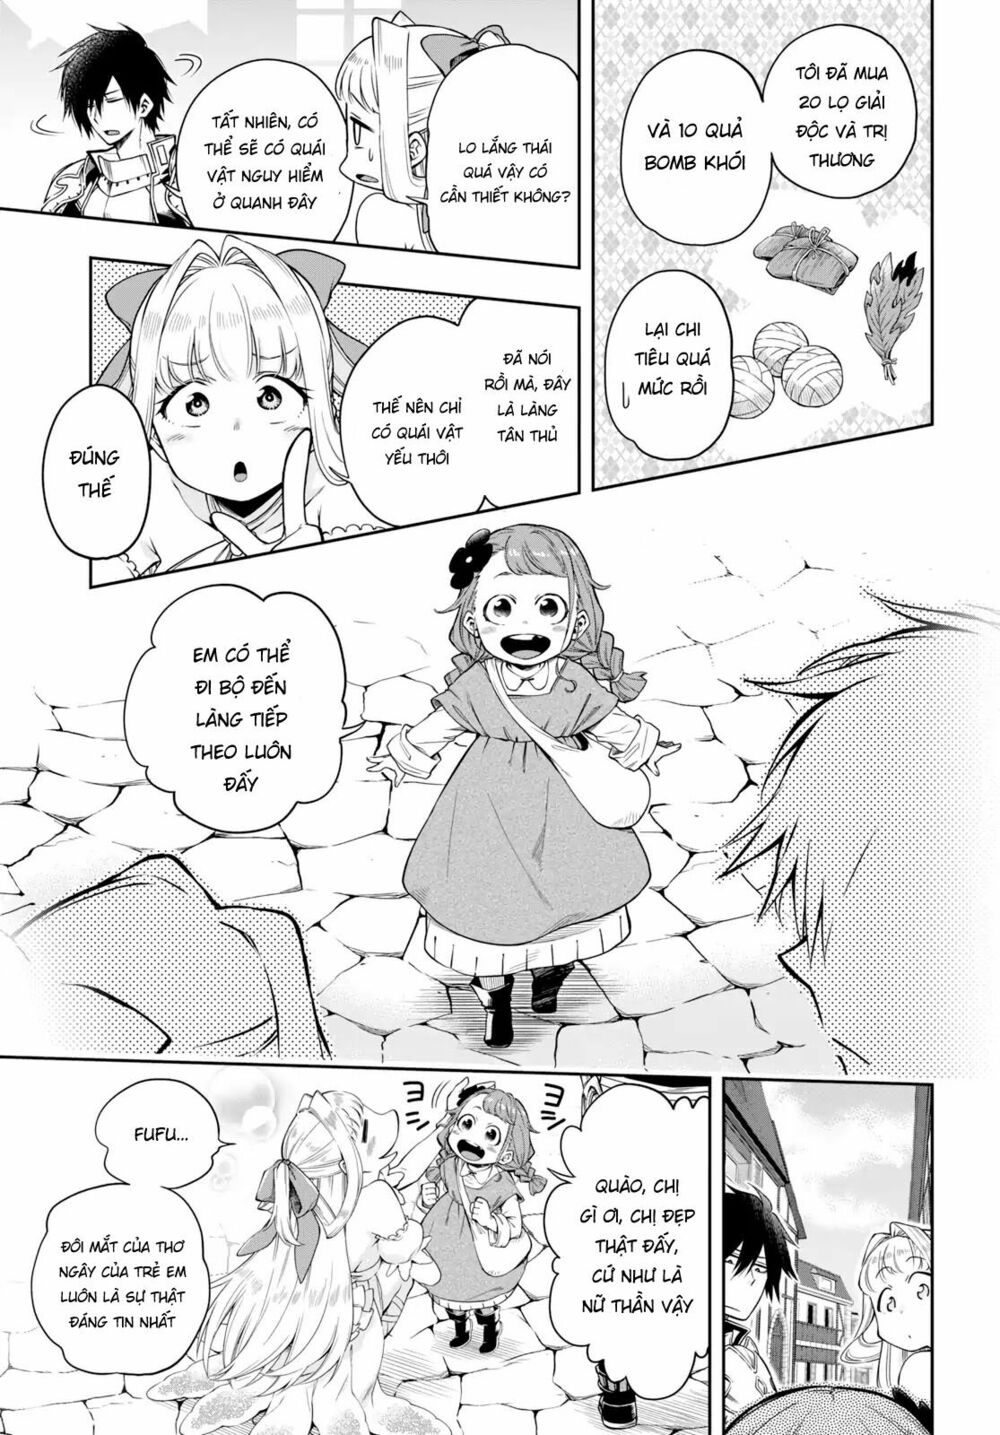 TÔI ĐÃ MUA
20 LỌ GIẢI
ĐỘC VÀ TRỊ
THƯƠNG
VÀ 10 QUẢ
BOMB KHÓI
LẠI CHI
TIÊU QUÁ
MỨC RỒI
LO LẮNG THÁI
QUÁ VẬY CÓ
CẦN THIẾT KHÔNG?
TẤT NHIÊN, CÓ
THỂ SẼ CÓ QUÁI
VẬT NGUY HIỂM
Ở QUANH ĐÂY
ĐÃ NÓI
RỒI MÀ, ĐÂY
LÀ LÀNG
TÂN THỦ
THẾ NÊN CHỈ
CÓ QUÁI VẬT
YẾU THÔI
ĐÚNG
THẾ
EM CÓ THỂ
ĐI BỘ ĐẾN
LÀNG TIẾP
THEO LUÔN
ĐẤY
QUÀO, CHỊ
GÌ ƠI, CHỊ ĐẸP
THẬT ĐẤY,
CỨ NHƯ LÀ
NỮ THẦN VẬY
FUFU...
ĐÔI MẮT CỦA THƠ
NGÂY CỦA TRẺ EM
LUÔN LÀ SỰ THẬT
ĐÁNG TIN NHẤT